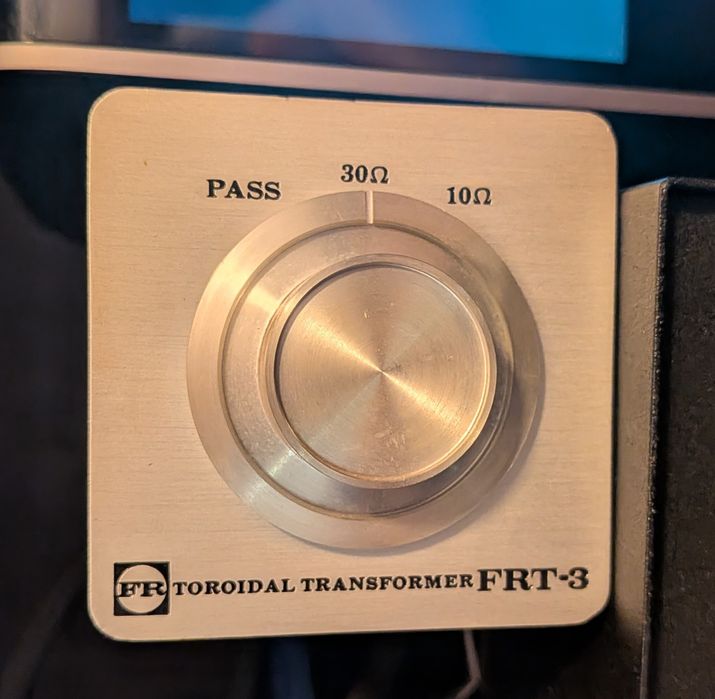 PASS 30Ω 10Ω
FR TOROIDAL TRANSFORMER FRT-3